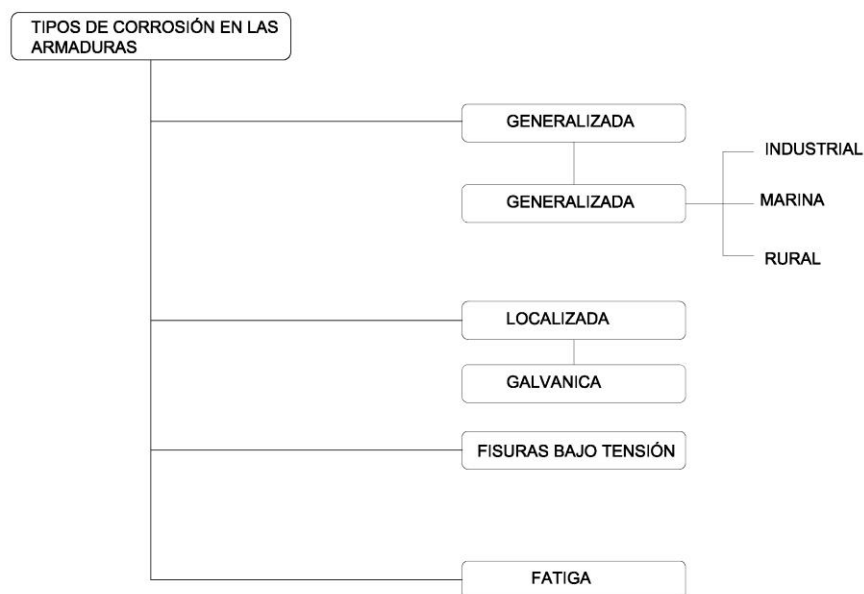 TIPOS DE CORROSIÓN EN LAS
ARMADURAS
GENERALIZADA
GENERALIZADA
INDUSTRIAL
MARINA
RURAL
LOCALIZADA
GALVANICA
FISURAS BAJO TENSIÓN
FATIGA